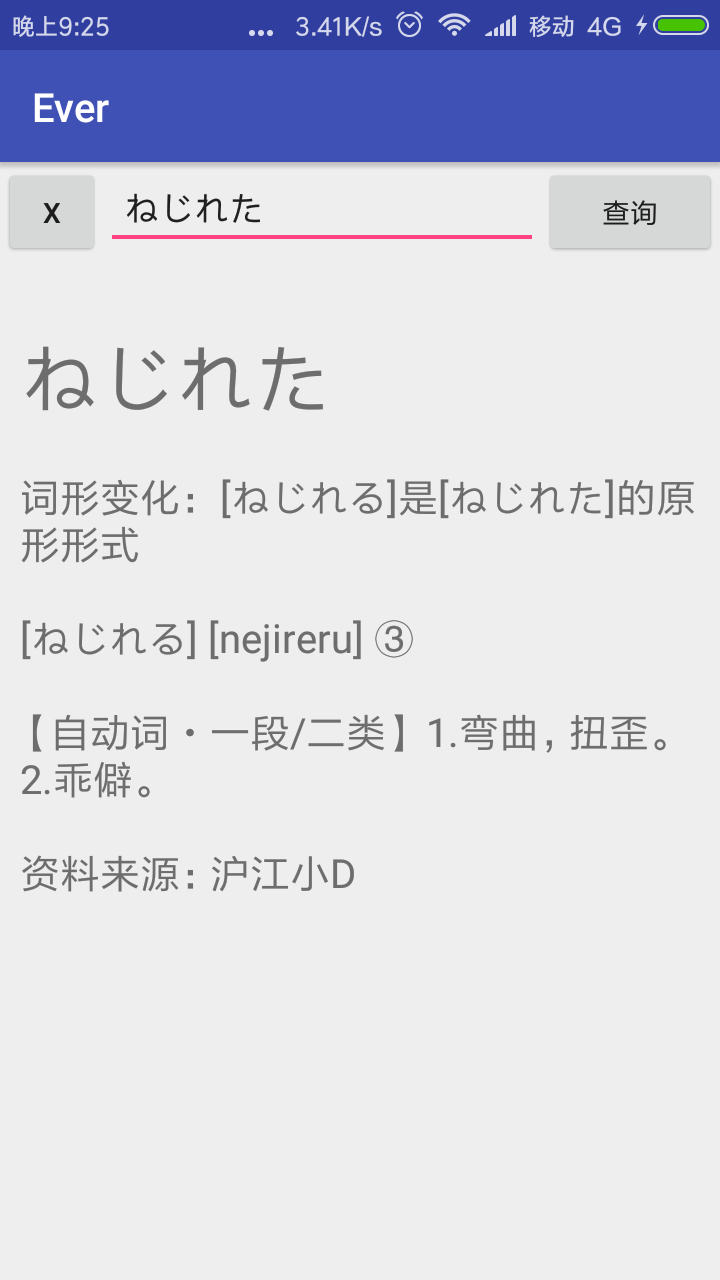 晚上9:25 ... 3.41K/s 移动 4G
Ever
X ねじれた 查询
ねじれた
词形变化：[ねじれる]是[ねじれた]的原
形形式
[ねじれる] [nejireru] ③
【自动词・一段/二类】1.弯曲，扭歪。
2.乖僻。
资料来源：沪江小D